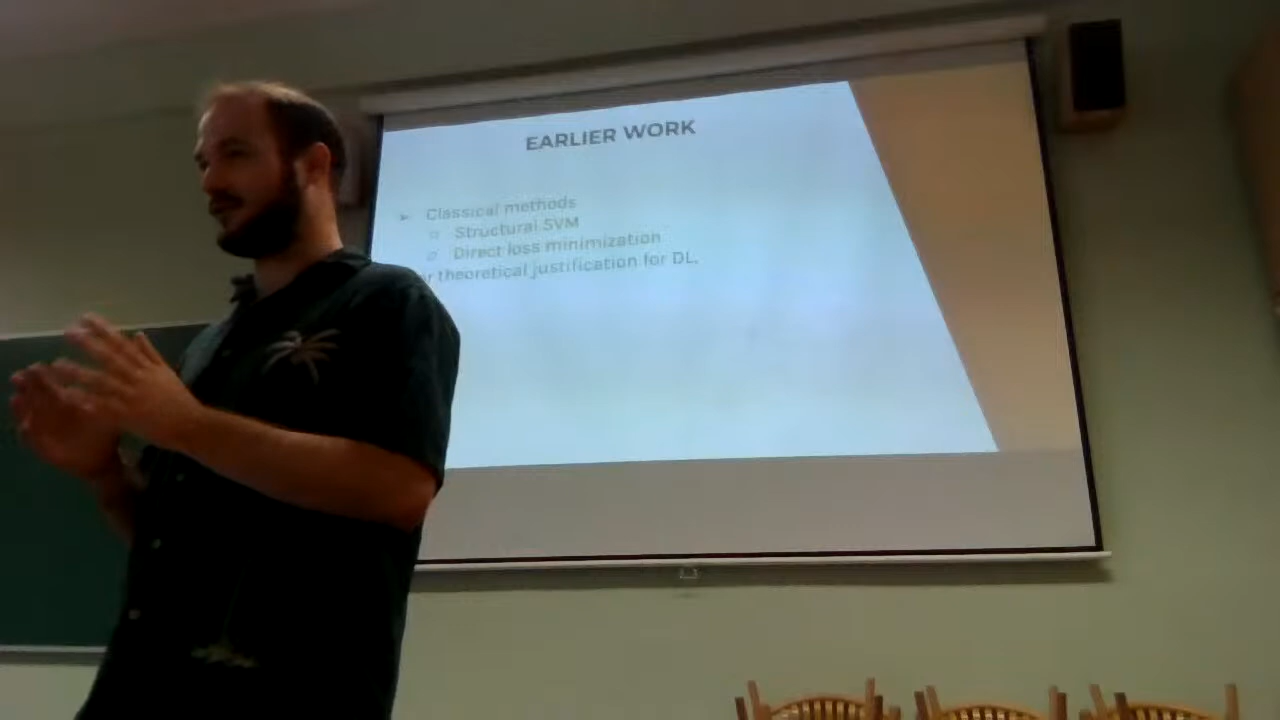 EARLIER WORK
➢ Classical methods
○ Structural SVM
○ Direct loss minimization
theoretical justification for DL,